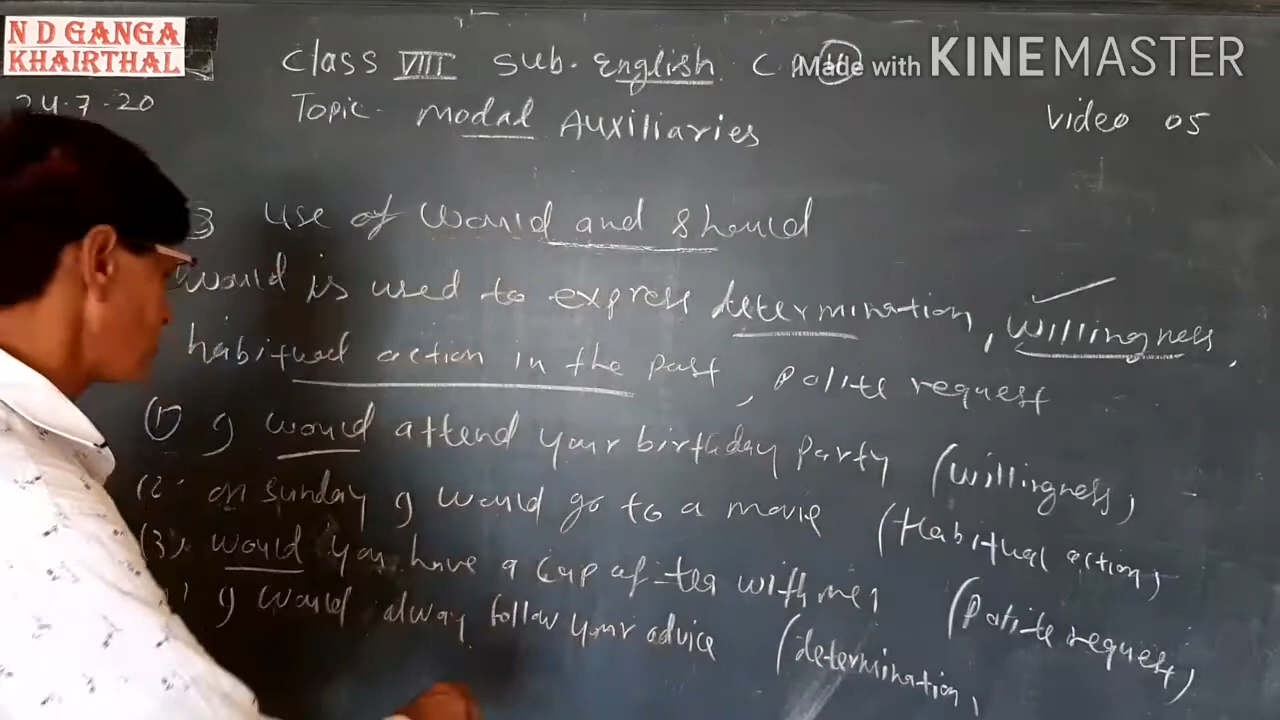 N D GANGA
KHAIRTHAL
Made with KINEMASTER
Class VIII Sub. English
24.7.20
Topic - Modal Auxiliaries
Video 05
3 Use of Would and Should
Would is used to express determination, willingness,
habitual action in the past, polite request
(1) I would attend your birthday party (willingness)
(2) on Sunday I would go to a movie (Habitual action)
(3) would you have a cup of tea with me, (Polite request)
I would alway follow your advice (determination)